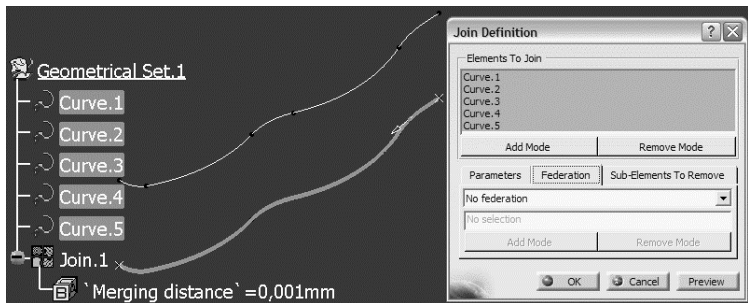 Geometrical Set.1
Curve.1
Curve.2
Curve.3
Curve.4
Curve.5
Join.1
`Merging distance`=0,001mm
Join Definition
Elements To Join
Curve.1
Curve.2
Curve.3
Curve.4
Curve.5
Add Mode Remove Mode
Parameters Federation Sub-Elements To Remove
No federation
No selection
Add Mode Remove Mode
OK Cancel Preview